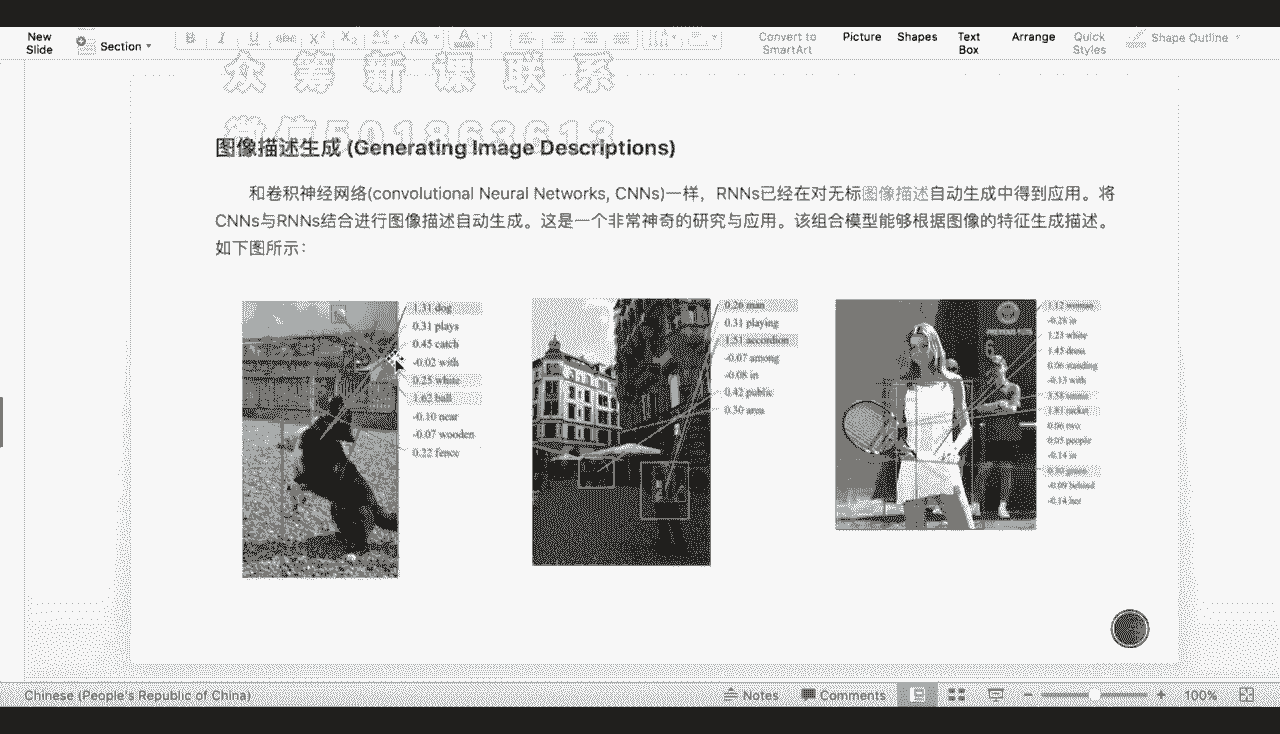 New
Slide
Section
B I U abc X² X₂
Convert to
SmartArt
Picture
Shapes
Text
Box
Arrange
Quick
Styles
Shape Outline
众筹新课联系
微信501863613
图像描述生成 (Generating Image Descriptions)
和卷积神经网络(convolutional Neural Networks, CNNs)一样，RNNs已经在对无标图像描述自动生成中得到应用。将
CNNs与RNNs结合进行图像描述自动生成。这是一个非常神奇的研究与应用。该组合模型能够根据图像的特征生成描述。
如下图所示：
1.31 dog
0.31 plays
0.45 catch
-0.02 with
0.25 white
1.62 ball
-0.10 near
-0.07 wooden
0.22 fence
0.26 man
0.31 playing
1.51 accordion
-0.07 among
-0.08 in
0.42 public
0.30 area
1.12 woman
-0.28 in
1.23 white
1.45 dress
0.06 standing
-0.13 with
3.58 tennis
1.81 racket
0.06 two
0.05 people
-0.14 in
0.30 green
-0.09 behind
-0.14 her
Chinese (People's Republic of China)
Notes
Comments
100%